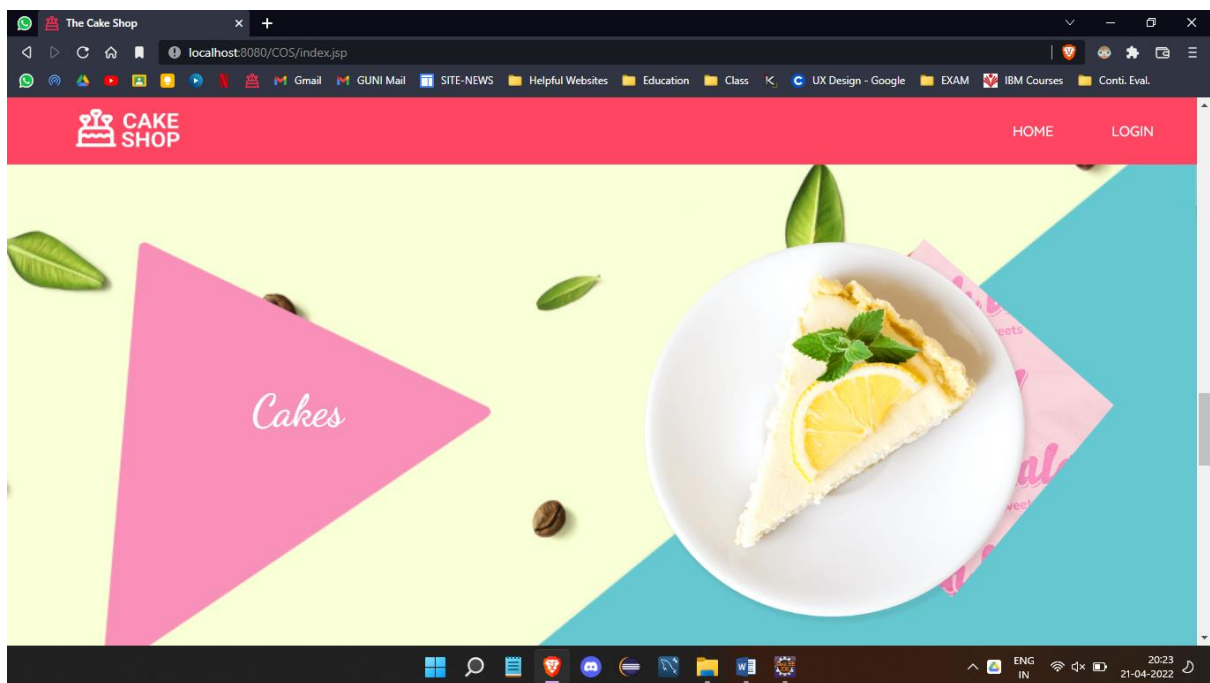 The Cake Shop
localhost:8080/COS/index.jsp
Gmail GUNI Mail SITE-NEWS Helpful Websites Education Class UX Design - Google EXAM IBM Courses Conti. Eval.
CAKE
SHOP
HOME LOGIN
Cakes
ENG
IN
20:23
21-04-2022